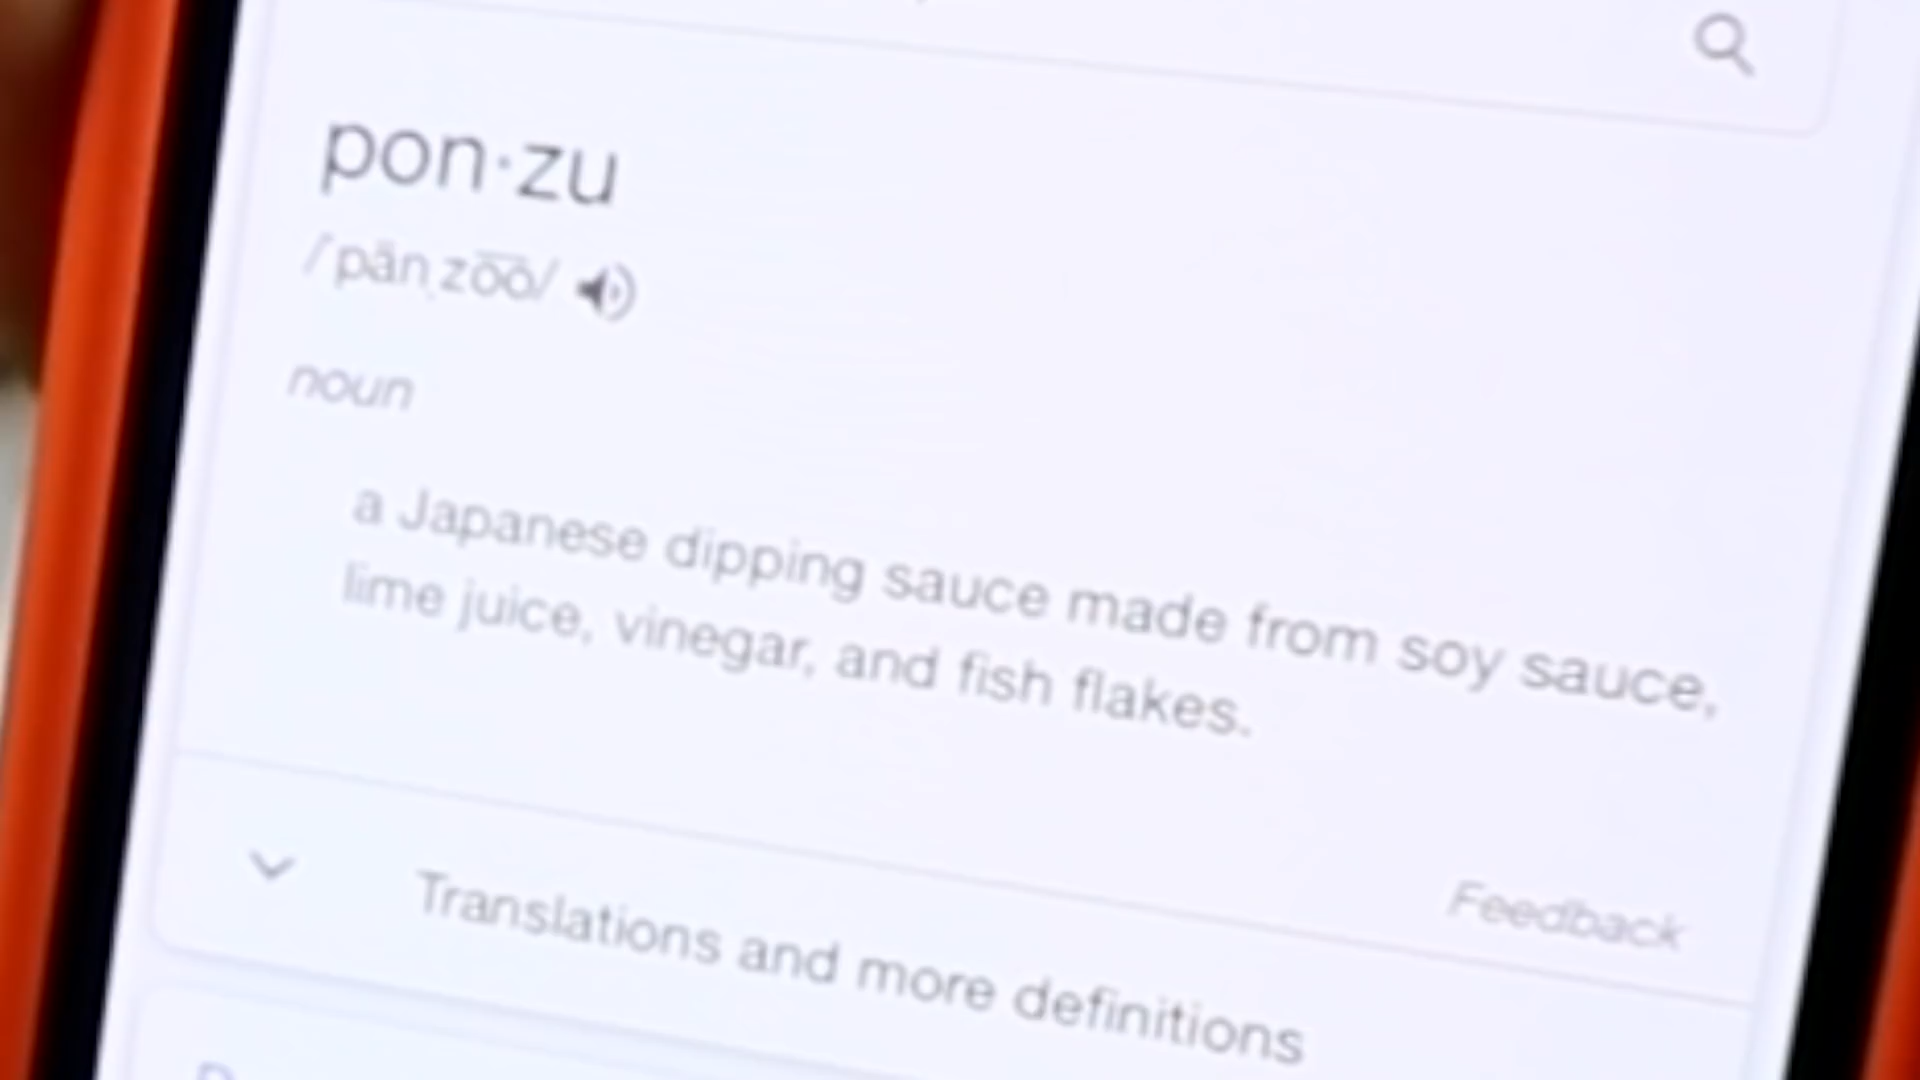 pon·zu
/ˈpänˌzo͞o/
noun
a Japanese dipping sauce made from soy sauce,
lime juice, vinegar, and fish flakes.
Feedback
Translations and more definitions